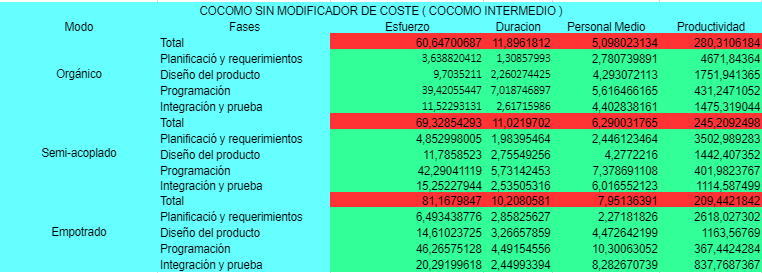 COCOMO SIN MODIFICADOR DE COSTE ( COCOMO INTERMEDIO )
Modo Fases Esfuerzo Duracion Personal Medio Productividad
Total 60,64700687 11,8961812 5,098023134 280,3106184
Planificació y requerimientos 3,638820412 1,30857993 2,780739891 4671,84364
Orgánico Diseño del producto 9,7035211 2,260274425 4,293072113 1751,941365
Programación 39,42055447 7,018746897 5,616466165 431,2471052
Integración y prueba 11,52293131 2,61715986 4,402838161 1475,319044
Total 69,32854293 11,0219702 6,290031765 245,2092498
Planificació y requerimientos 4,852998005 1,98395464 2,446123464 3502,989283
Semi-acoplado Diseño del producto 11,7858523 2,75549256 4,2772216 1442,407352
Programación 42,29041119 5,73142453 7,378691108 401,9823767
Integración y prueba 15,25227944 2,53505316 6,016552123 1114,587499
Total 81,1679847 10,2080581 7,95136391 209,4421842
Planificació y requerimientos 6,493438776 2,85825627 2,27181826 2618,027302
Empotrado Diseño del producto 14,61023725 3,26657859 4,472642199 1163,56769
Programación 46,26575128 4,49154556 10,30063052 367,4424284
Integración y prueba 20,29199618 2,44993394 8,282670739 837,7687367